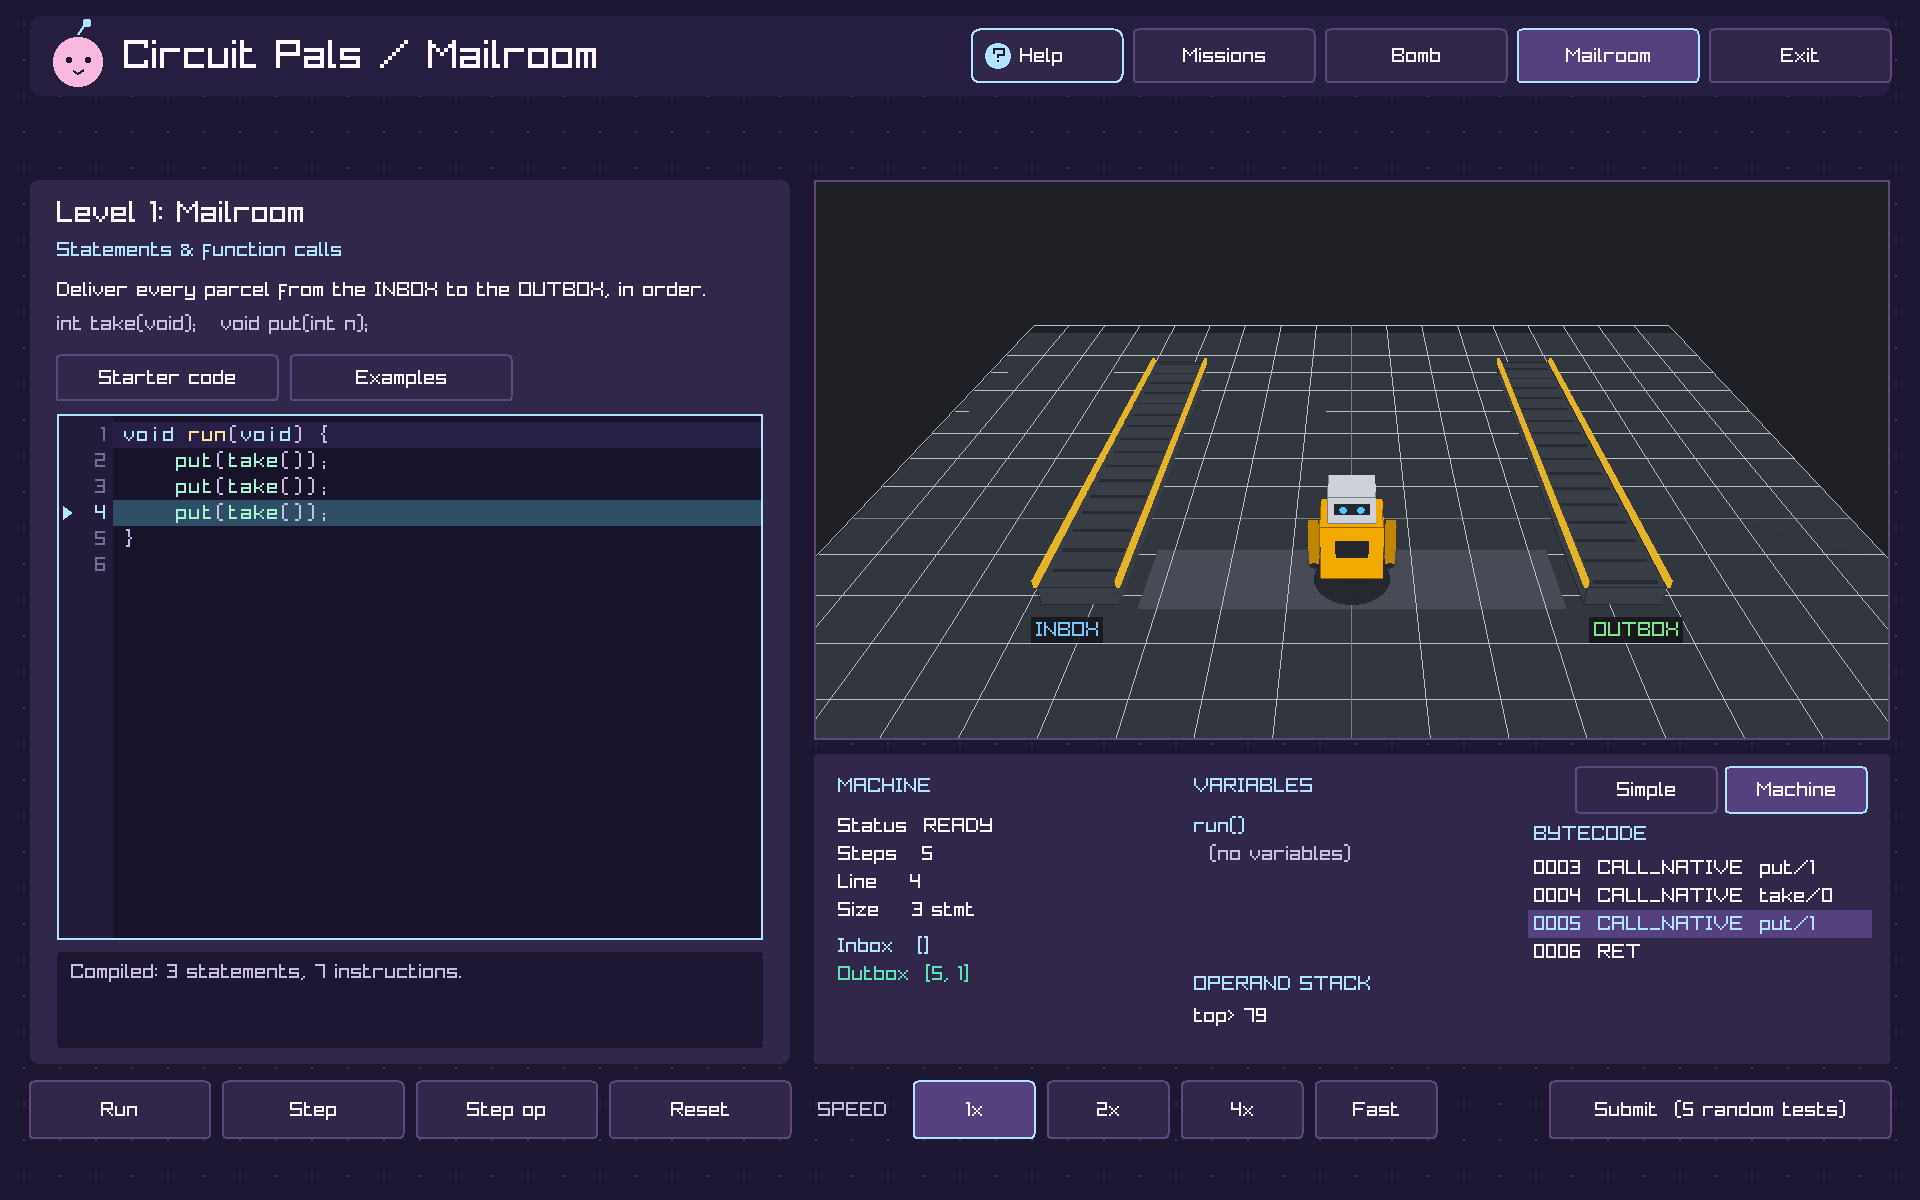 Circuit Pals / Mailroom
? Help
Missions
Bomb
Mailroom
Exit
Level 1: Mailroom
Statements & function calls
Deliver every parcel from the INBOX to the OUTBOX, in order.
int take(void);  void put(int n);
Starter code
Examples
1 void run(void) {
2     put(take());
3     put(take());
4     put(take());
5 }
6
Compiled: 3 statements, 7 instructions.
INBOX
OUTBOX
MACHINE
Status READY
Steps 5
Line 4
Size 3 stmt
Inbox []
Outbox [5, 1]
VARIABLES
run()
(no variables)
OPERAND STACK
top> 79
Simple
Machine
BYTECODE
0003 CALL_NATIVE put/1
0004 CALL_NATIVE take/0
0005 CALL_NATIVE put/1
0006 RET
Run
Step
Step op
Reset
SPEED
1x
2x
4x
Fast
Submit (5 random tests)